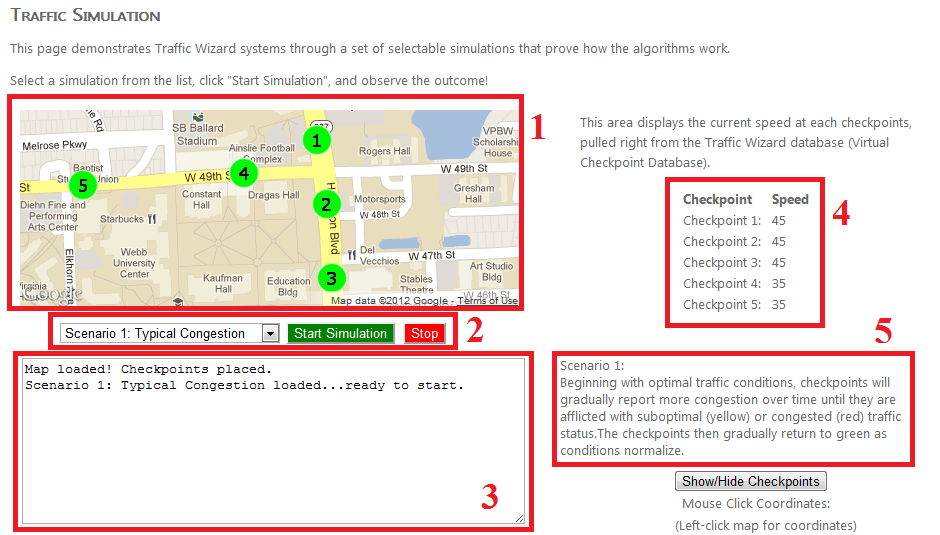 Traffic Simulation
This page demonstrates Traffic Wizard systems through a set of selectable simulations that prove how the algorithms work.
Select a simulation from the list, click "Start Simulation", and observe the outcome!
1
SB Ballard
Stadium
Melrose Pkwy
Ainslie Football
Complex
1
Rogers Hall
VPBW
Scholarship
House
Baptist
Union
W 49th St
4
W 49th St
5
St
Constant
Hall
Dragas Hall
2
Motorsports
Gresham
Hall
Diehn Fine and
Performing
Arts Center
Starbucks
W 48th St
Blvd
Webb
University
Center
Del
Vecchios
W 47th St
Elkhorn
Kaufman
Hall
Education
Bldg
3
Stables
Theatre
Art Studio
Bldg
W 46th St
Google
Map data ©2012 Google - Terms of Use
This area displays the current speed at each checkpoints,
pulled right from the Traffic Wizard database (Virtual
Checkpoint Database).
Checkpoint Speed
Checkpoint 1: 45
Checkpoint 2: 45
Checkpoint 3: 45
Checkpoint 4: 35
Checkpoint 5: 35
4
Scenario 1: Typical Congestion Start Simulation Stop
2
Map loaded! Checkpoints placed.
Scenario 1: Typical Congestion loaded...ready to start.
3
5
Scenario 1:
Beginning with optimal traffic conditions, checkpoints will
gradually report more congestion over time until they are
afflicted with suboptimal (yellow) or congested (red) traffic
status.The checkpoints then gradually return to green as
conditions normalize.
Show/Hide Checkpoints
Mouse Click Coordinates:
(Left-click map for coordinates)